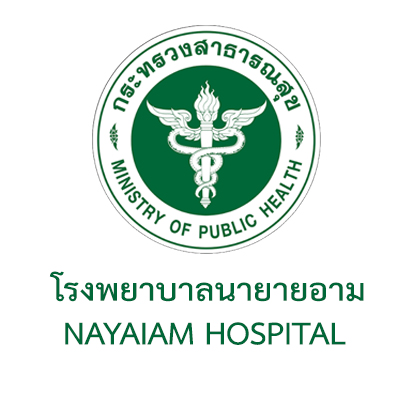 กระทรวงสาธารณสุข
MINISTRY OF PUBLIC HEALTH
โรงพยาบาลนายายอาม
NAYAIAM HOSPITAL